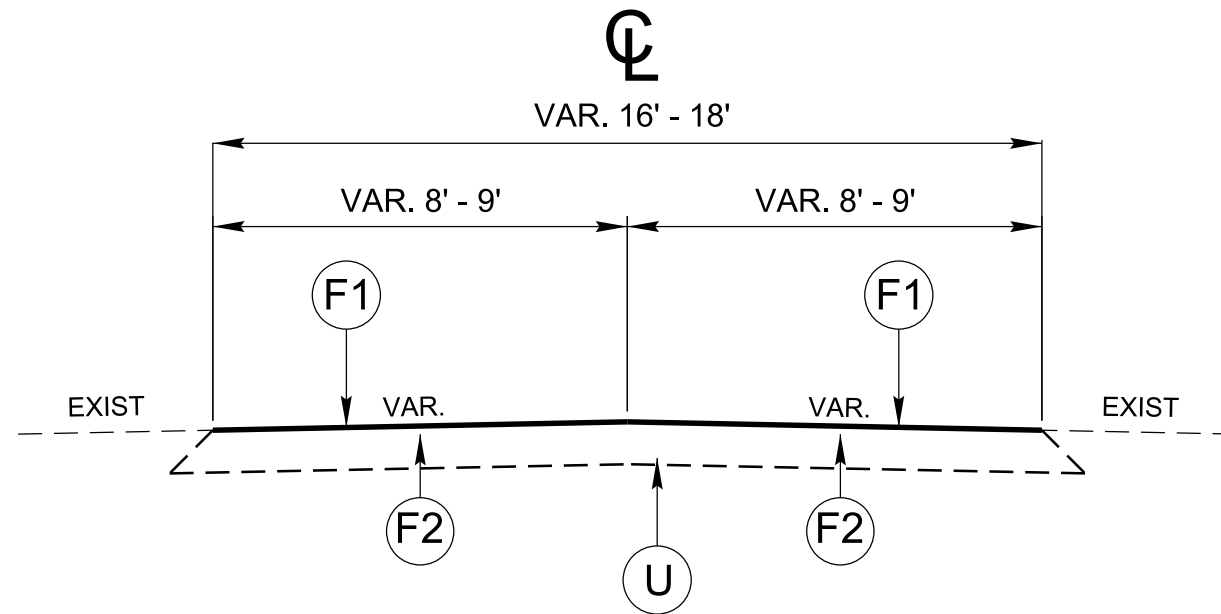 ℄
VAR. 16' - 18'
VAR. 8' - 9' VAR. 8' - 9'
F1 F1
EXIST VAR. VAR. EXIST
F2 F2
U